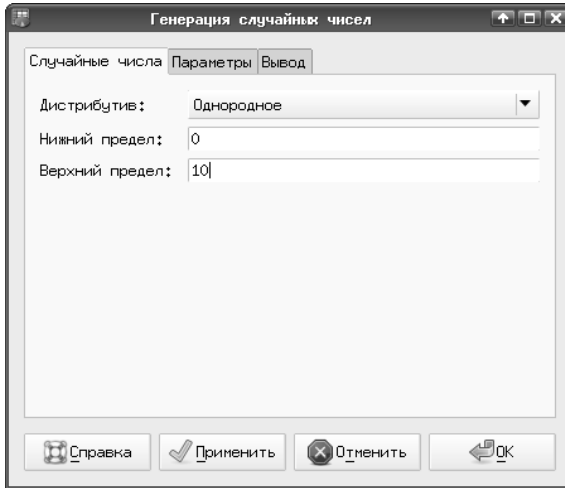 Генерация случайных чисел
Случайные числа Параметры Вывод
Дистрибутив: Однородное
Нижний предел: 0
Верхний предел: 10
Справка Применить Отменить OK